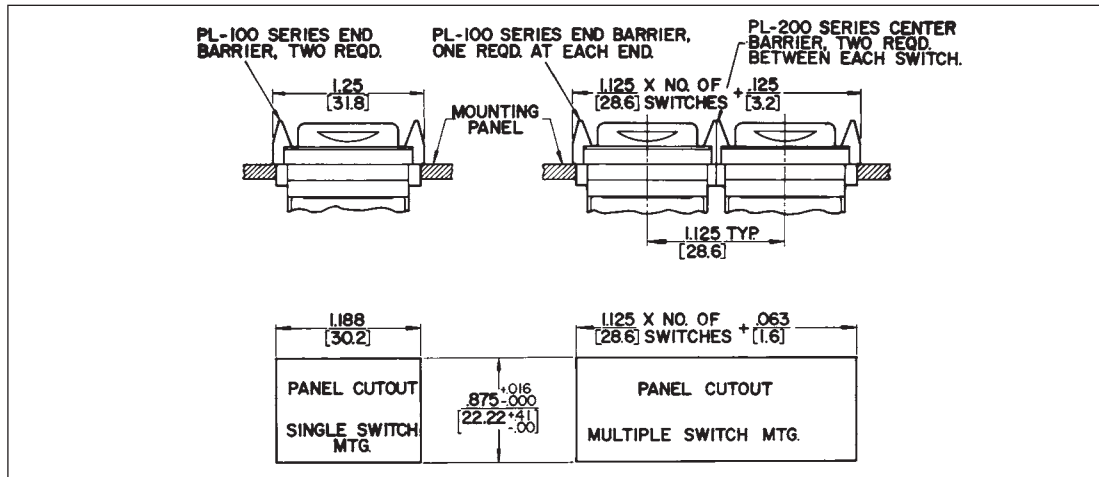 PL-100 SERIES END
BARRIER, TWO REQD.
PL-100 SERIES END BARRIER,
ONE REQD. AT EACH END.
PL-200 SERIES CENTER
BARRIER, TWO REQD.
BETWEEN EACH SWITCH.
1.25
[31.8]
1.125 X NO. OF + .125
[28.6] SWITCHES [3.2]
MOUNTING
PANEL
1.125 TYP.
[28.6]
1.188
[30.2]
1.125 X NO. OF + .063
[28.6] SWITCHES [1.6]
PANEL CUTOUT
SINGLE SWITCH
MTG.
.875 +.016 -.000
[22.22 +.41 -.00]
PANEL CUTOUT
MULTIPLE SWITCH MTG.